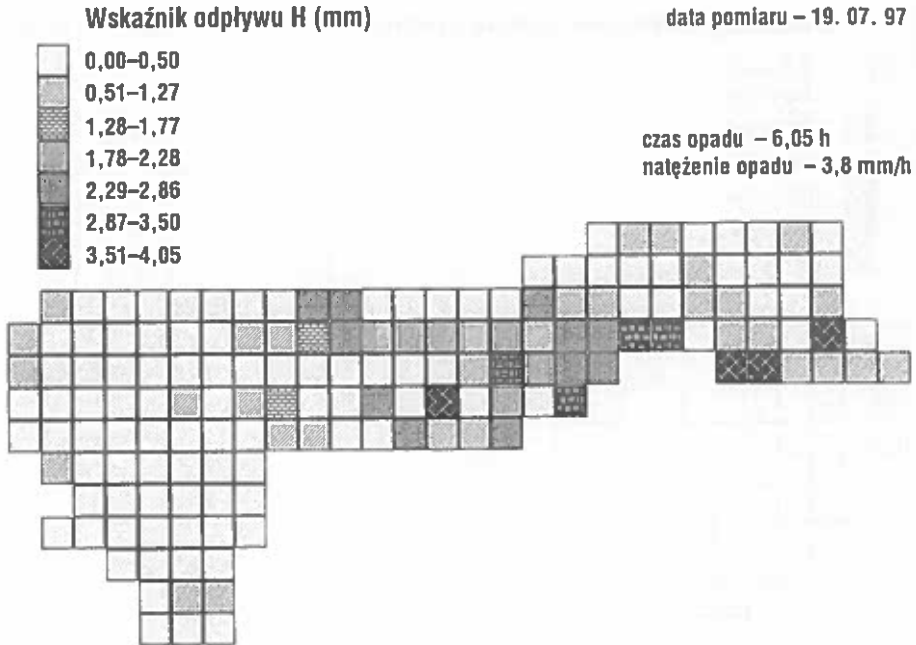 Wskaźnik odpływu H (mm)
data pomiaru – 19. 07. 97
0,00–0,50
0,51–1,27
1,28–1,77
1,78–2,28
2,29–2,86
2,87–3,50
3,51–4,05
czas opadu – 6,05 h
natężenie opadu – 3,8 mm/h